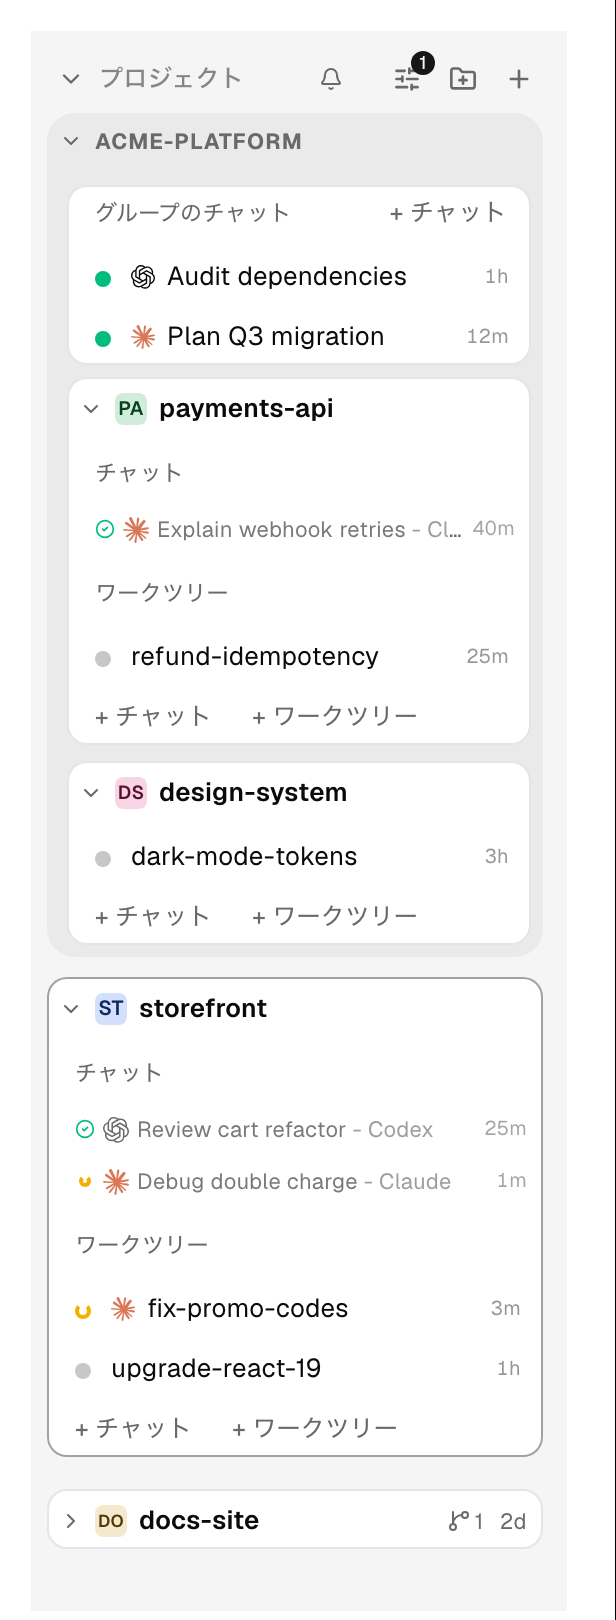 プロジェクト 1
ACME-PLATFORM
グループのチャット + チャット
Audit dependencies 1h
Plan Q3 migration 12m
PA payments-api
チャット
Explain webhook retries - Cl... 40m
ワークツリー
refund-idempotency 25m
+ チャット + ワークツリー
DS design-system
dark-mode-tokens 3h
+ チャット + ワークツリー
ST storefront
チャット
Review cart refactor - Codex 25m
Debug double charge - Claude 1m
ワークツリー
fix-promo-codes 3m
upgrade-react-19 1h
+ チャット + ワークツリー
DO docs-site 1 2d